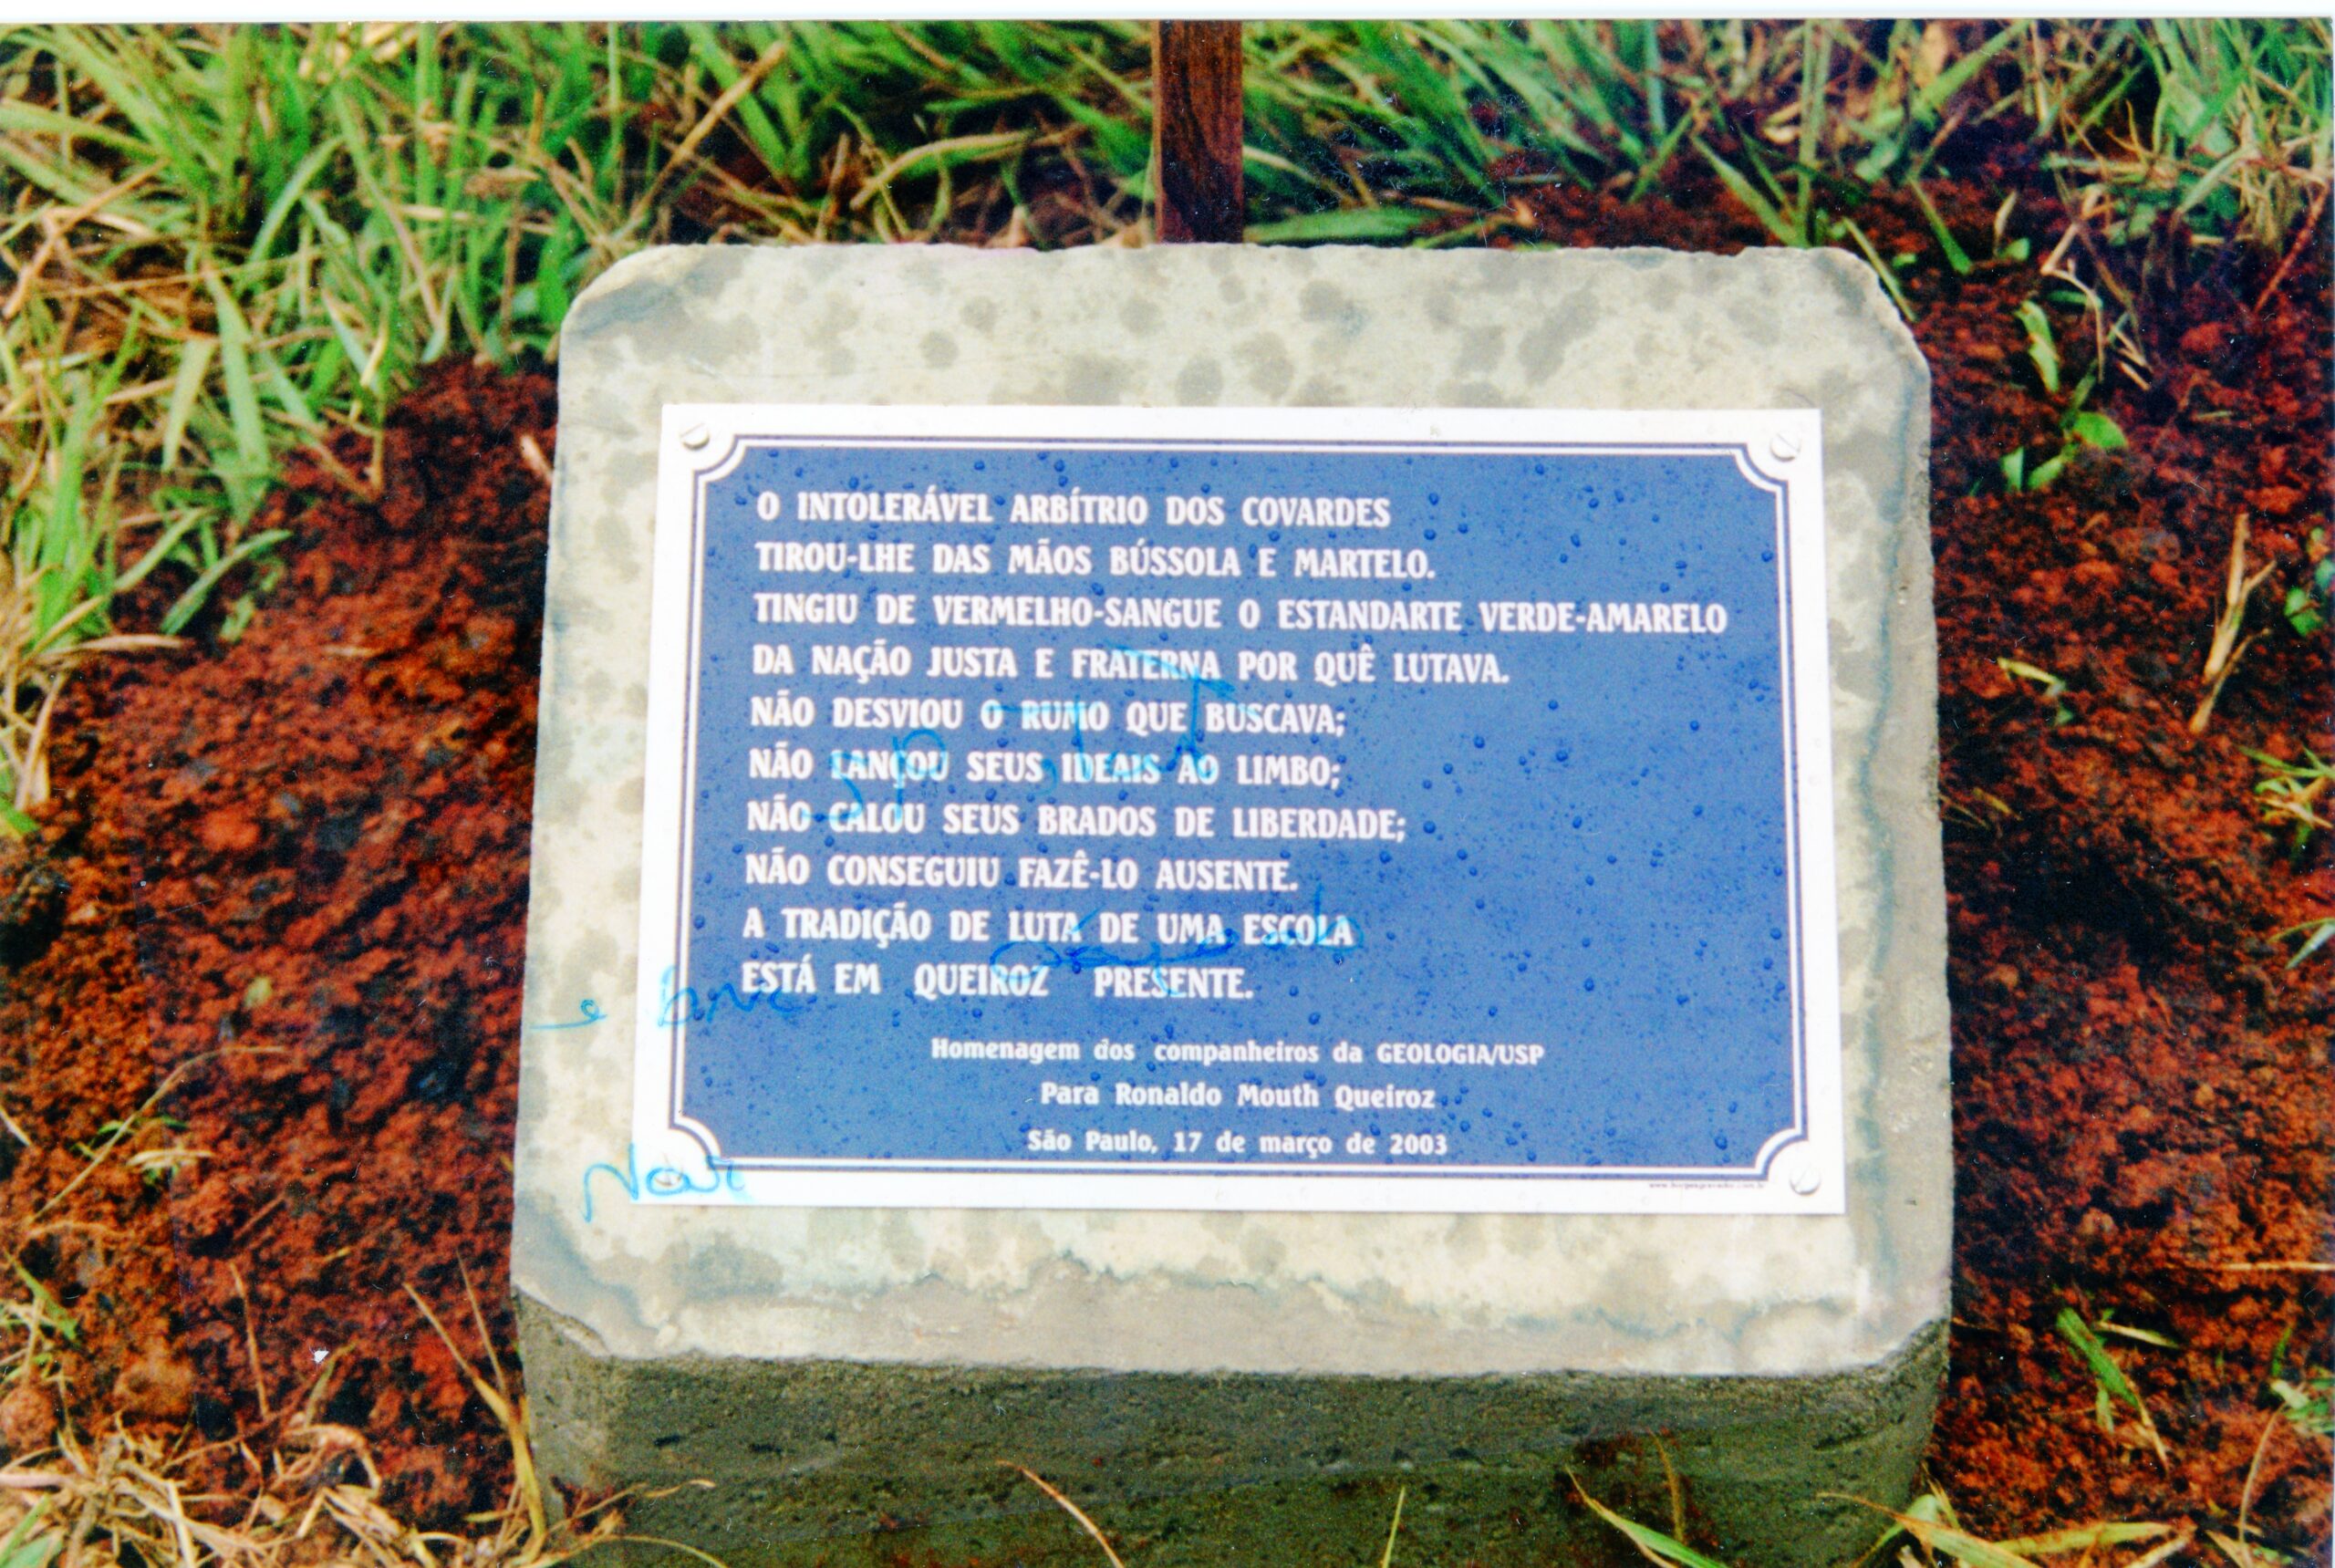 O INTOLERÁVEL ARBÍTRIO DOS COVARDES
TIROU-LHE DAS MÃOS BÚSSOLA E MARTELO.
TINGIU DE VERMELHO-SANGUE O ESTANDARTE VERDE-AMARELO
DA NAÇÃO JUSTA E FRATERNA POR QUÊ LUTAVA.
NÃO DESVIOU O RUMO QUE BUSCAVA;
NÃO LANÇOU SEUS IDEAIS AO LIMBO;
NÃO CALOU SEUS BRADOS DE LIBERDADE;
NÃO CONSEGUIU FAZÊ-LO AUSENTE.
A TRADIÇÃO DE LUTA DE UMA ESCOLA
ESTÁ EM QUEIROZ PRESENTE.
Homenagem dos companheiros da GEOLOGIA/USP
Para Ronaldo Mouth Queiroz
São Paulo, 17 de março de 2003